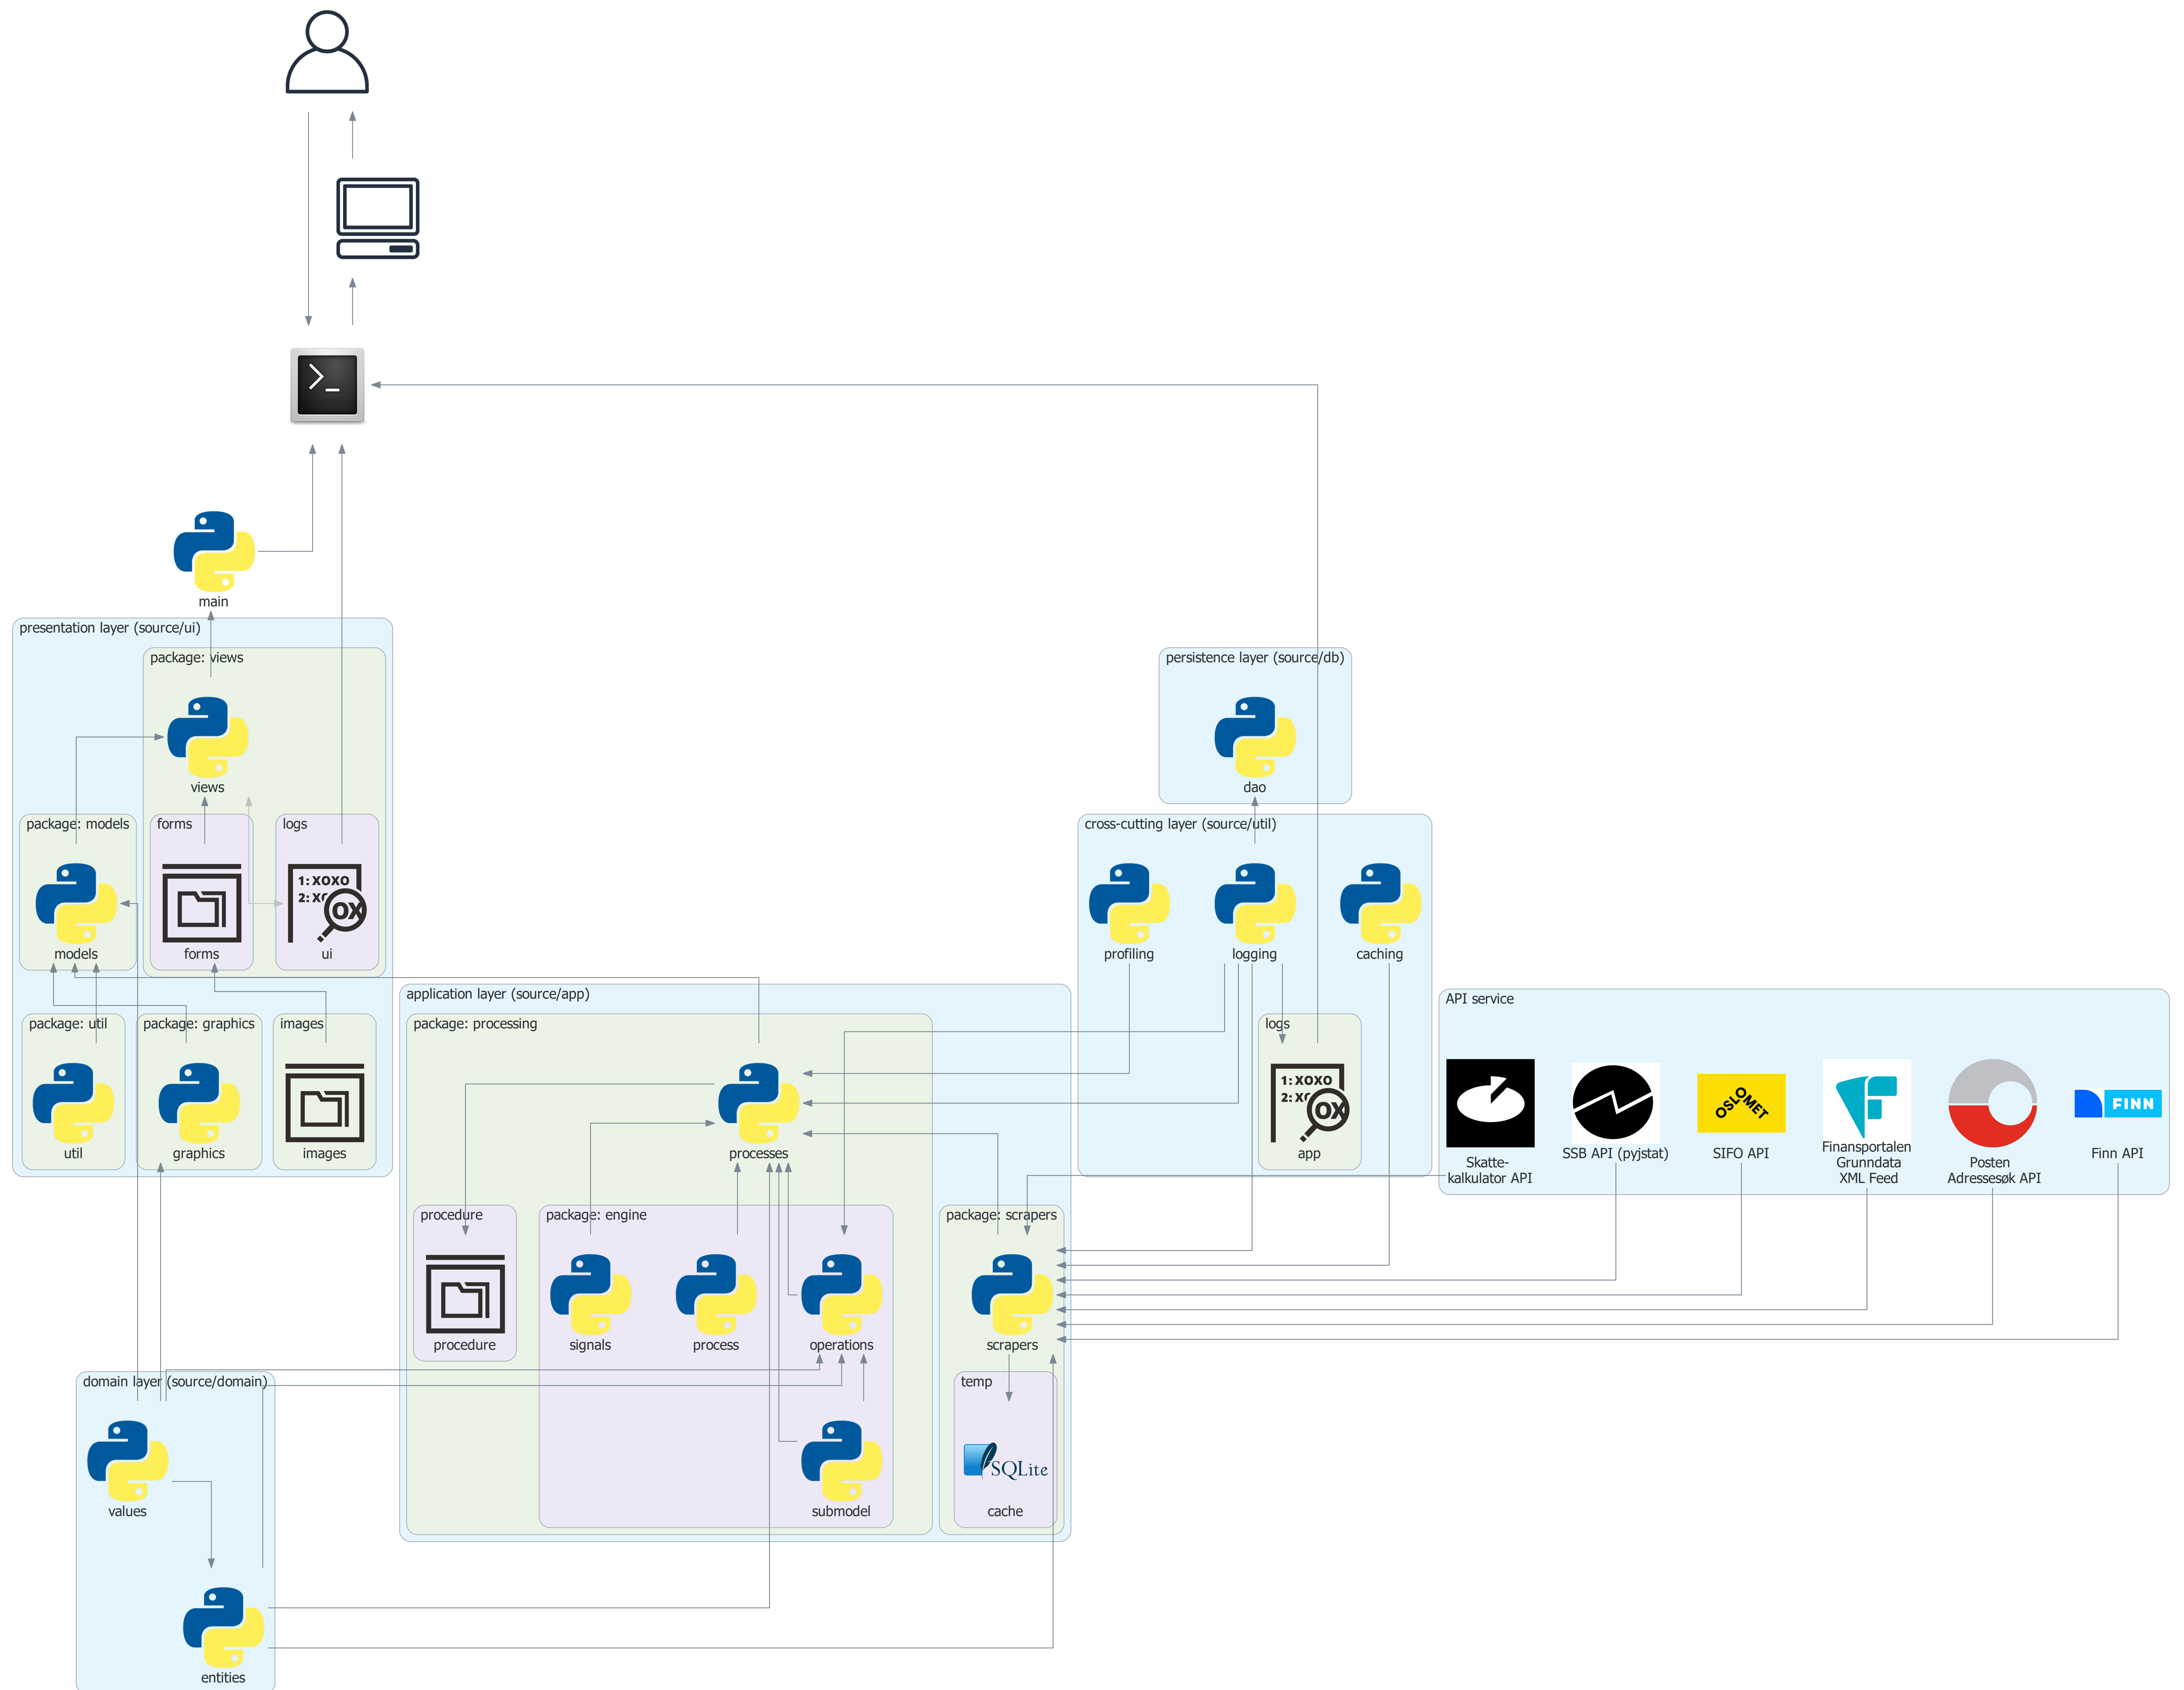 >_
main
presentation layer (source/ui)
package: views
views
package: models
models
forms
forms
logs
1: XOXO
2: XO
OX
ui
package: util
util
package: graphics
graphics
images
images
persistence layer (source/db)
dao
cross-cutting layer (source/util)
profiling
logging
caching
logs
1: XOXO
2: XO
OX
app
application layer (source/app)
package: processing
processes
procedure
procedure
package: engine
signals
process
operations
submodel
package: scrapers
scrapers
temp
SQLite
cache
API service
Skatte-
kalkulator API
SSB API (pyjstat)
OSLOMET
SIFO API
Finansportalen
Grunndata
XML Feed
Posten
Adressesøk API
FINN
Finn API
domain layer (source/domain)
values
entities